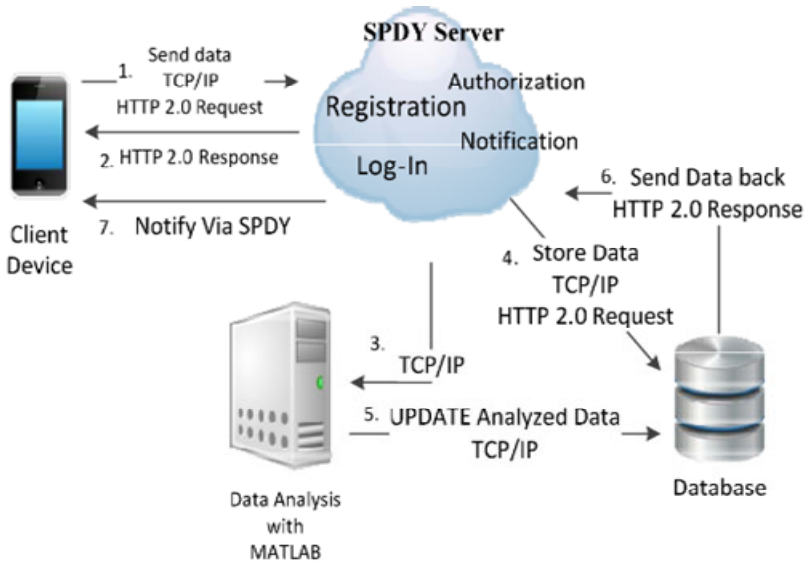 SPDY Server
Authorization
Registration
Notification
Log-In
1. Send data
TCP/IP
HTTP 2.0 Request
2. HTTP 2.0 Response
7. Notify Via SPDY
Client
Device
6. Send Data back
HTTP 2.0 Response
4. Store Data
TCP/IP
HTTP 2.0 Request
3. TCP/IP
5. UPDATE Analyzed Data
TCP/IP
Database
Data Analysis
with
MATLAB